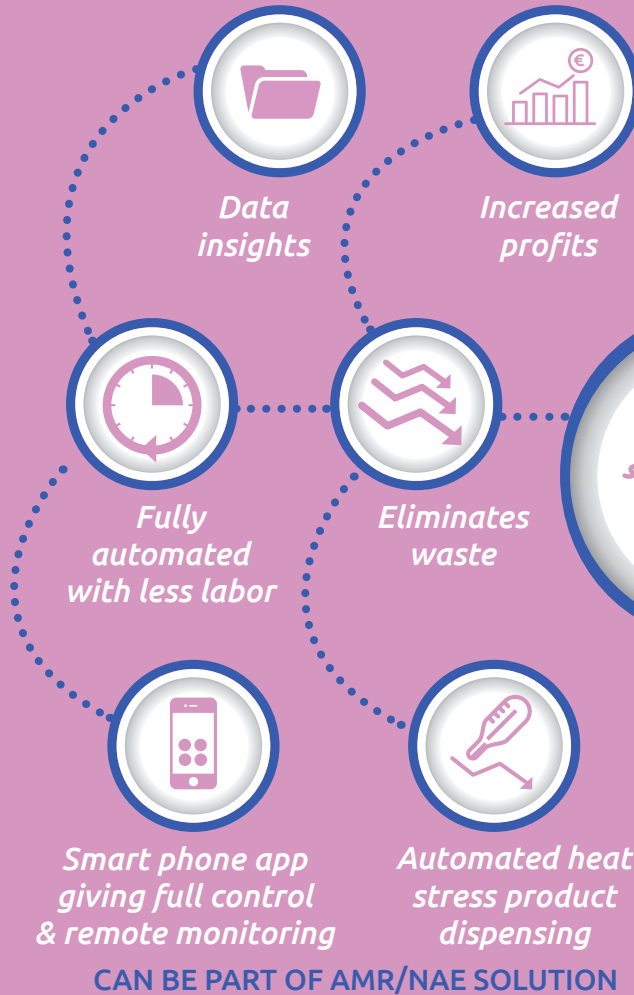 €
Data
insights
Increased
profits
Fully
automated
with less labor
Eliminates
waste
Smart phone app
giving full control
& remote monitoring
Automated heat
stress product
dispensing
CAN BE PART OF AMR/NAE SOLUTION